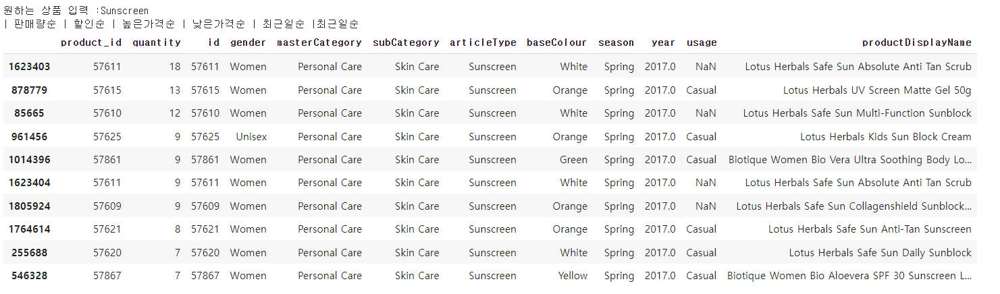 원하는 상품 입력 :Sunscreen
| 판매량순 | 할인순 | 높은가격순 | 낮은가격순 | 최근일순 |최근일순
product_id quantity id gender masterCategory subCategory articleType baseColour season year usage productDisplayName
1623403 57611 18 57611 Women Personal Care Skin Care Sunscreen White Spring 2017.0 NaN Lotus Herbals Safe Sun Absolute Anti Tan Scrub
878779 57615 13 57615 Women Personal Care Skin Care Sunscreen Orange Spring 2017.0 Casual Lotus Herbals UV Screen Matte Gel 50g
85665 57610 12 57610 Women Personal Care Skin Care Sunscreen White Spring 2017.0 NaN Lotus Herbals Safe Sun Multi-Function Sunblock
961456 57625 9 57625 Unisex Personal Care Skin Care Sunscreen Orange Spring 2017.0 Casual Lotus Herbals Kids Sun Block Cream
1014396 57861 9 57861 Women Personal Care Skin Care Sunscreen Green Spring 2017.0 Casual Biotique Women Bio Vera Ultra Soothing Body Lo...
1623404 57611 9 57611 Women Personal Care Skin Care Sunscreen White Spring 2017.0 NaN Lotus Herbals Safe Sun Absolute Anti Tan Scrub
1805924 57609 9 57609 Women Personal Care Skin Care Sunscreen Orange Spring 2017.0 NaN Lotus Herbals Safe Sun Collagenshield Sunblock...
1764614 57621 8 57621 Women Personal Care Skin Care Sunscreen Orange Spring 2017.0 Casual Lotus Herbals Safe Sun Anti-Tan Sunscreen
255688 57620 7 57620 Women Personal Care Skin Care Sunscreen White Spring 2017.0 Casual Lotus Herbals Safe Sun Daily Sunblock
546328 57867 7 57867 Women Personal Care Skin Care Sunscreen Yellow Spring 2017.0 Casual Biotique Women Bio Aloevera SPF 30 Sunscreen L...